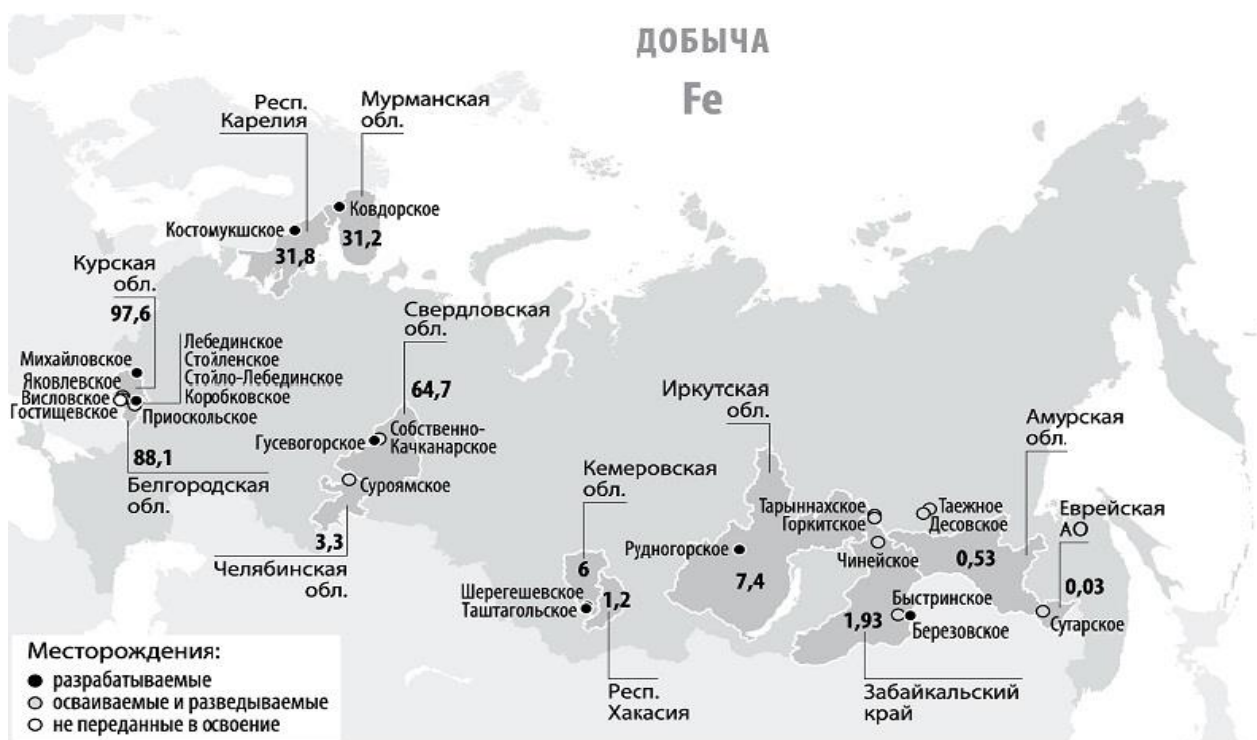 ДОБЫЧА
Fe
Респ.
Карелия
Мурманская
обл.
Ковдорское
31,2
Костомукшское
31,8
Курская
обл.
97,6
Михайловское
Яковлевское
Висловское
Гостищевское
Лебединское
Стойленское
Стойло-Лебединское
Коробковское
Приоскольское
88,1
Белгородская
обл.
Свердловская
обл.
64,7
Гусевогорское
Собственно-
Качканарское
Суроямское
3,3
Челябинская
обл.
Кемеровская
обл.
6
Шерегешевское
Таштагольское
1,2
Респ.
Хакасия
Иркутская
обл.
Рудногорское
7,4
Тарыннахское
Горкитское
Чинейское
Таежное
Десовское
Амурская
обл.
0,53
Еврейская
АО
0,03
Сутарское
Быстринское
1,93
Березовское
Забайкальский
край
Месторождения:
разрабатываемые
осваиваемые и разведываемые
не переданные в освоение